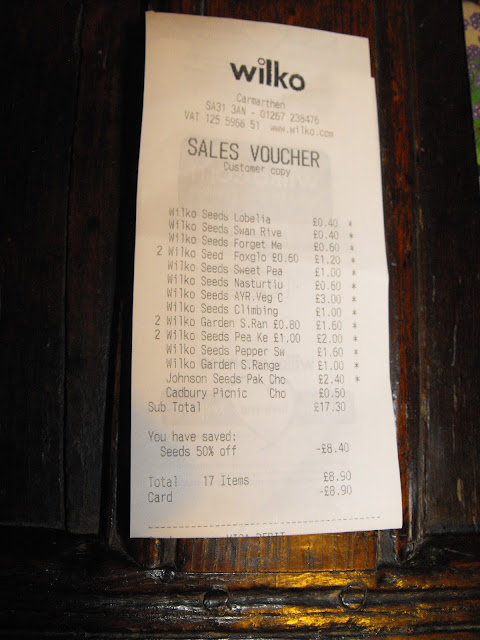 wilko
Carmarthen
SA31 3AN - 01267 238476
VAT 125 5966 51 www.wilko.com
SALES VOUCHER
Customer copy
Wilko Seeds Lobelia £0.40 *
Wilko Seeds Swan Rive £0.40 *
Wilko Seeds Forget Me £0.60 *
2 Wilko Seed Foxglo £0.60 £1.20 *
Wilko Seeds Sweet Pea £1.00 *
Wilko Seeds Nasturtiu £0.60 *
Wilko Seeds AYR.Veg C £3.00 *
Wilko Seeds Climbing £1.00 *
2 Wilko Garden S.Ran £0.80 £1.60 *
2 Wilko Seeds Pea Ke £1.00 £2.00 *
Wilko Seeds Pepper Sw £1.60 *
Wilko Garden S.Range £1.00 *
Johnson Seeds Pak Cho £2.40 *
Cadbury Picnic Cho £0.50
Sub Total £17.30
You have saved:
Seeds 50% off -£8.40
Total 17 Items £8.90
Card -£8.90
VISA DEBIT